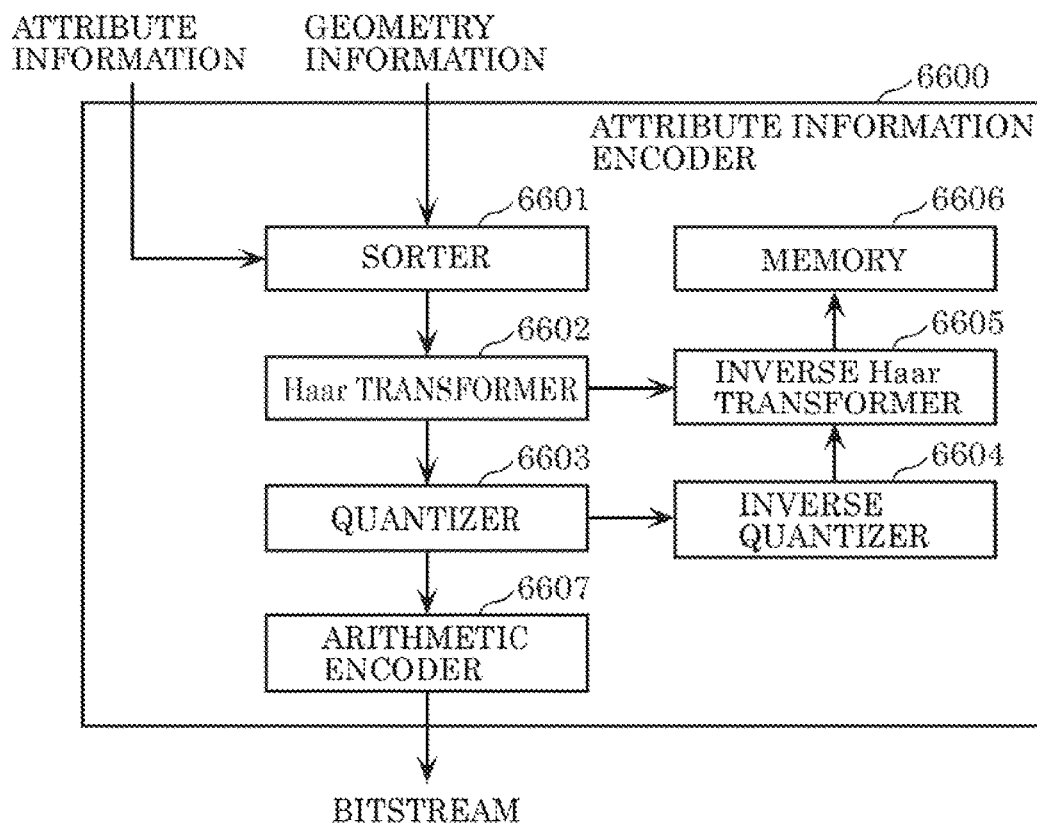 ATTRIBUTE
INFORMATION
GEOMETRY
INFORMATION
6600
ATTRIBUTE INFORMATION
ENCODER
6601
SORTER
6606
MEMORY
6602
Haar TRANSFORMER
6605
INVERSE Haar
TRANSFORMER
6603
QUANTIZER
6604
INVERSE
QUANTIZER
6607
ARITHMETIC
ENCODER
BITSTREAM